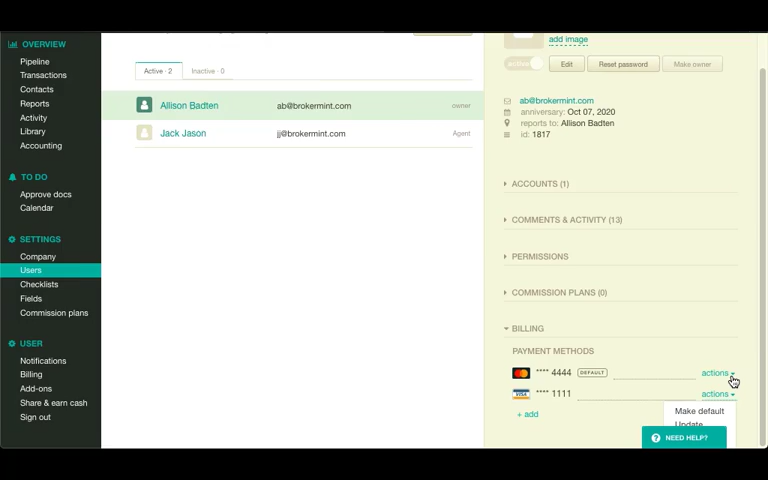 OVERVIEW
Pipeline
Transactions
Contacts
Reports
Activity
Library
Accounting
TO DO
Approve docs
Calendar
SETTINGS
Company
Users
Checklists
Fields
Commission plans
USER
Notifications
Billing
Add-ons
Share & earn cash
Sign out
Active · 2
Inactive · 0
Allison Badten ab@brokermint.com owner
Jack Jason jj@brokermint.com Agent
add image
active Edit Reset password Make owner
ab@brokermint.com
anniversary: Oct 07, 2020
reports to: Allison Badten
id: 1817
ACCOUNTS (1)
COMMENTS & ACTIVITY (13)
PERMISSIONS
COMMISSION PLANS (0)
BILLING
PAYMENT METHODS
**** 4444 DEFAULT actions
VISA **** 1111 actions
+ add
Make default
Update
? NEED HELP?